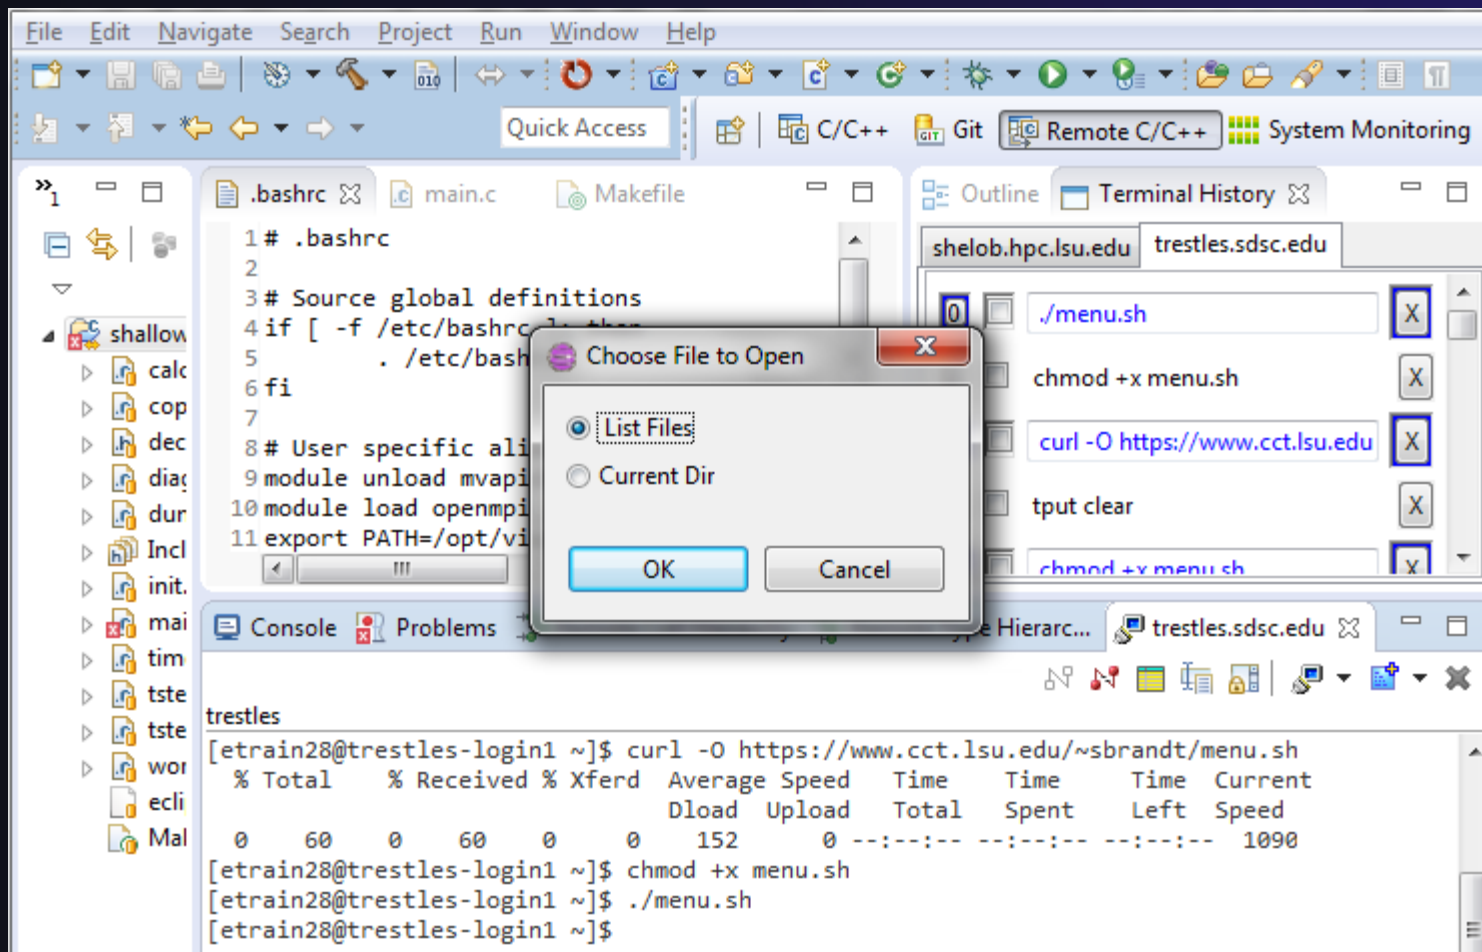 File Edit Navigate Search Project Run Window Help
Quick Access
C/C++ Git Remote C/C++ System Monitoring
»1
.bashrc main.c Makefile
Outline Terminal History
1 # .bashrc
2
3 # Source global definitions
4 if [ -f /etc/bashrc ]; then
5 . /etc/bash
6 fi
7
8 # User specific ali
9 module unload mvapi
10 module load openmpi
11 export PATH=/opt/vi
shelob.hpc.lsu.edu trestles.sdsc.edu
0 ./menu.sh X
chmod +x menu.sh X
curl -O https://www.cct.lsu.edu X
tput clear X
chmod +x menu.sh X
shallow
calc
cop
dec
diag
dun
Incl
init.
mai
tim
tste
tste
wor
ecli
Mal
Choose File to Open
List Files
Current Dir
OK Cancel
Console Problems Hierarc... trestles.sdsc.edu
trestles
[etrain28@trestles-login1 ~]$ curl -O https://www.cct.lsu.edu/~sbrandt/menu.sh
% Total % Received % Xferd Average Speed Time Time Time Current
Dload Upload Total Spent Left Speed
0 60 0 60 0 0 152 0 --:--:-- --:--:-- --:--:-- 1090
[etrain28@trestles-login1 ~]$ chmod +x menu.sh
[etrain28@trestles-login1 ~]$ ./menu.sh
[etrain28@trestles-login1 ~]$